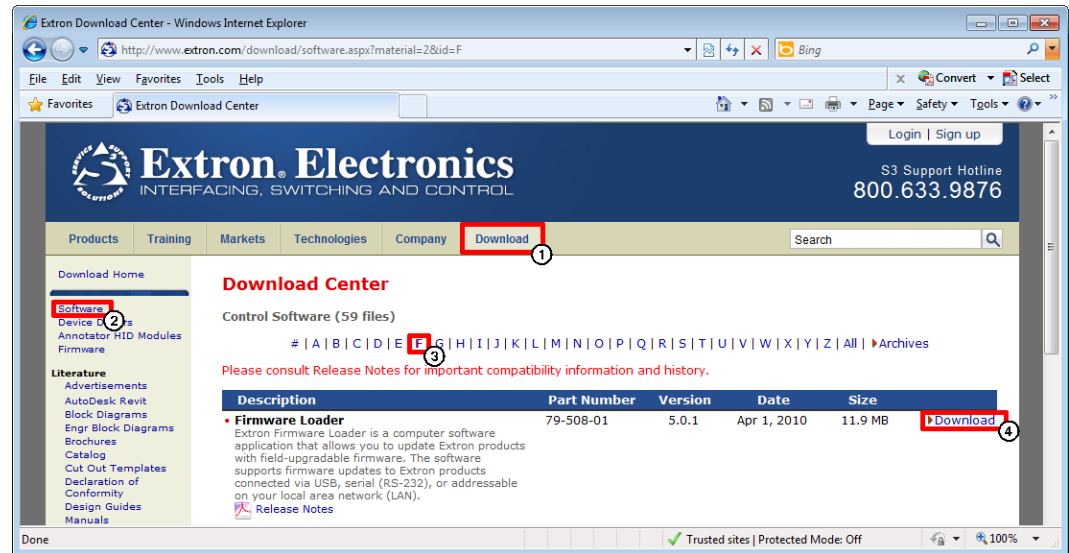 Extron Download Center - Windows Internet Explorer
http://www.extron.com/download/software.aspx?material=2&id=F
Bing
File Edit View Favorites Tools Help
x Convert Select
Favorites Extron Download Center
Page Safety Tools
Login | Sign up
SERVICE SUPPORT SOLUTIONS
Extron® Electronics
INTERFACING, SWITCHING AND CONTROL
S3 Support Hotline
800.633.9876
Products Training Markets Technologies Company Download
Search
1
Download Home
Download Center
Software
2
Control Software (59 files)
Device
Annotator HID Modules
Firmware
# | A | B | C | D | E | F | G | H | I | J | K | L | M | N | O | P | Q | R | S | T | U | V | W | X | Y | Z | All | Archives
3
Please consult Release Notes for important compatibility information and history.
Literature
Advertisements
AutoDesk Revit
Block Diagrams
Engr Block Diagrams
Brochures
Catalog
Cut Out Templates
Declaration of
Conformity
Design Guides
Manuals
Description Part Number Version Date Size
Firmware Loader 79-508-01 5.0.1 Apr 1, 2010 11.9 MB Download
4
Extron Firmware Loader is a computer software
application that allows you to update Extron products
with field-upgradable firmware. The software
supports firmware updates to Extron products
connected via USB, serial (RS-232), or addressable
on your local area network (LAN).
Release Notes
Done
Trusted sites | Protected Mode: Off
100%